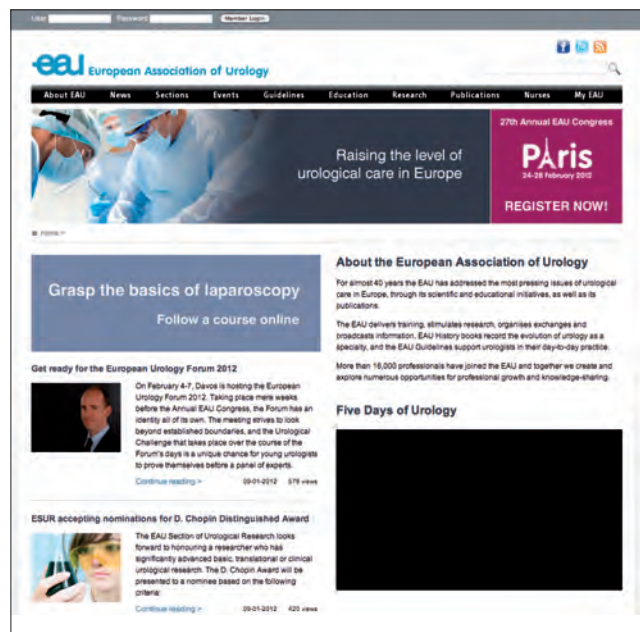 User
Password
Member Login
eau European Association of Urology
About EAU News Sections Events Guidelines Education Research Publications Nurses My EAU
Raising the level of
urological care in Europe
27th Annual EAU Congress
Paris
24-28 February 2012
REGISTER NOW!
Home >
Grasp the basics of laparoscopy
Follow a course online
Get ready for the European Urology Forum 2012
On February 4-7, Davos is hosting the European
Urology Forum 2012. Taking place mere weeks
before the Annual EAU Congress, the Forum has an
identity all of its own. The meeting strives to look
beyond established boundaries, and the Urological
Challenge that takes place over the course of the
Forum's days is a unique chance for young urologists
to prove themselves before a panel of experts.
Continue reading > 09-01-2012 578 views
ESUR accepting nominations for D. Chopin Distinguished Award
The EAU Section of Urological Research looks
forward to honouring a researcher who has
significantly advanced basic, translational or clinical
urological research. The D. Chopin Award will be
presented to a nominee based on the following
criteria:
Continue reading > 09-01-2012 420 views
About the European Association of Urology
For almost 40 years the EAU has addressed the most pressing issues of urological
care in Europe, through its scientific and educational initiatives, as well as its
publications.
The EAU delivers training, stimulates research, organises exchanges and
broadcasts information. EAU History books record the evolution of urology as a
specialty, and the EAU Guidelines support urologists in their day-to-day practice.
More than 16,000 professionals have joined the EAU and together we create and
explore numerous opportunities for professional growth and knowledge-sharing.
Five Days of Urology